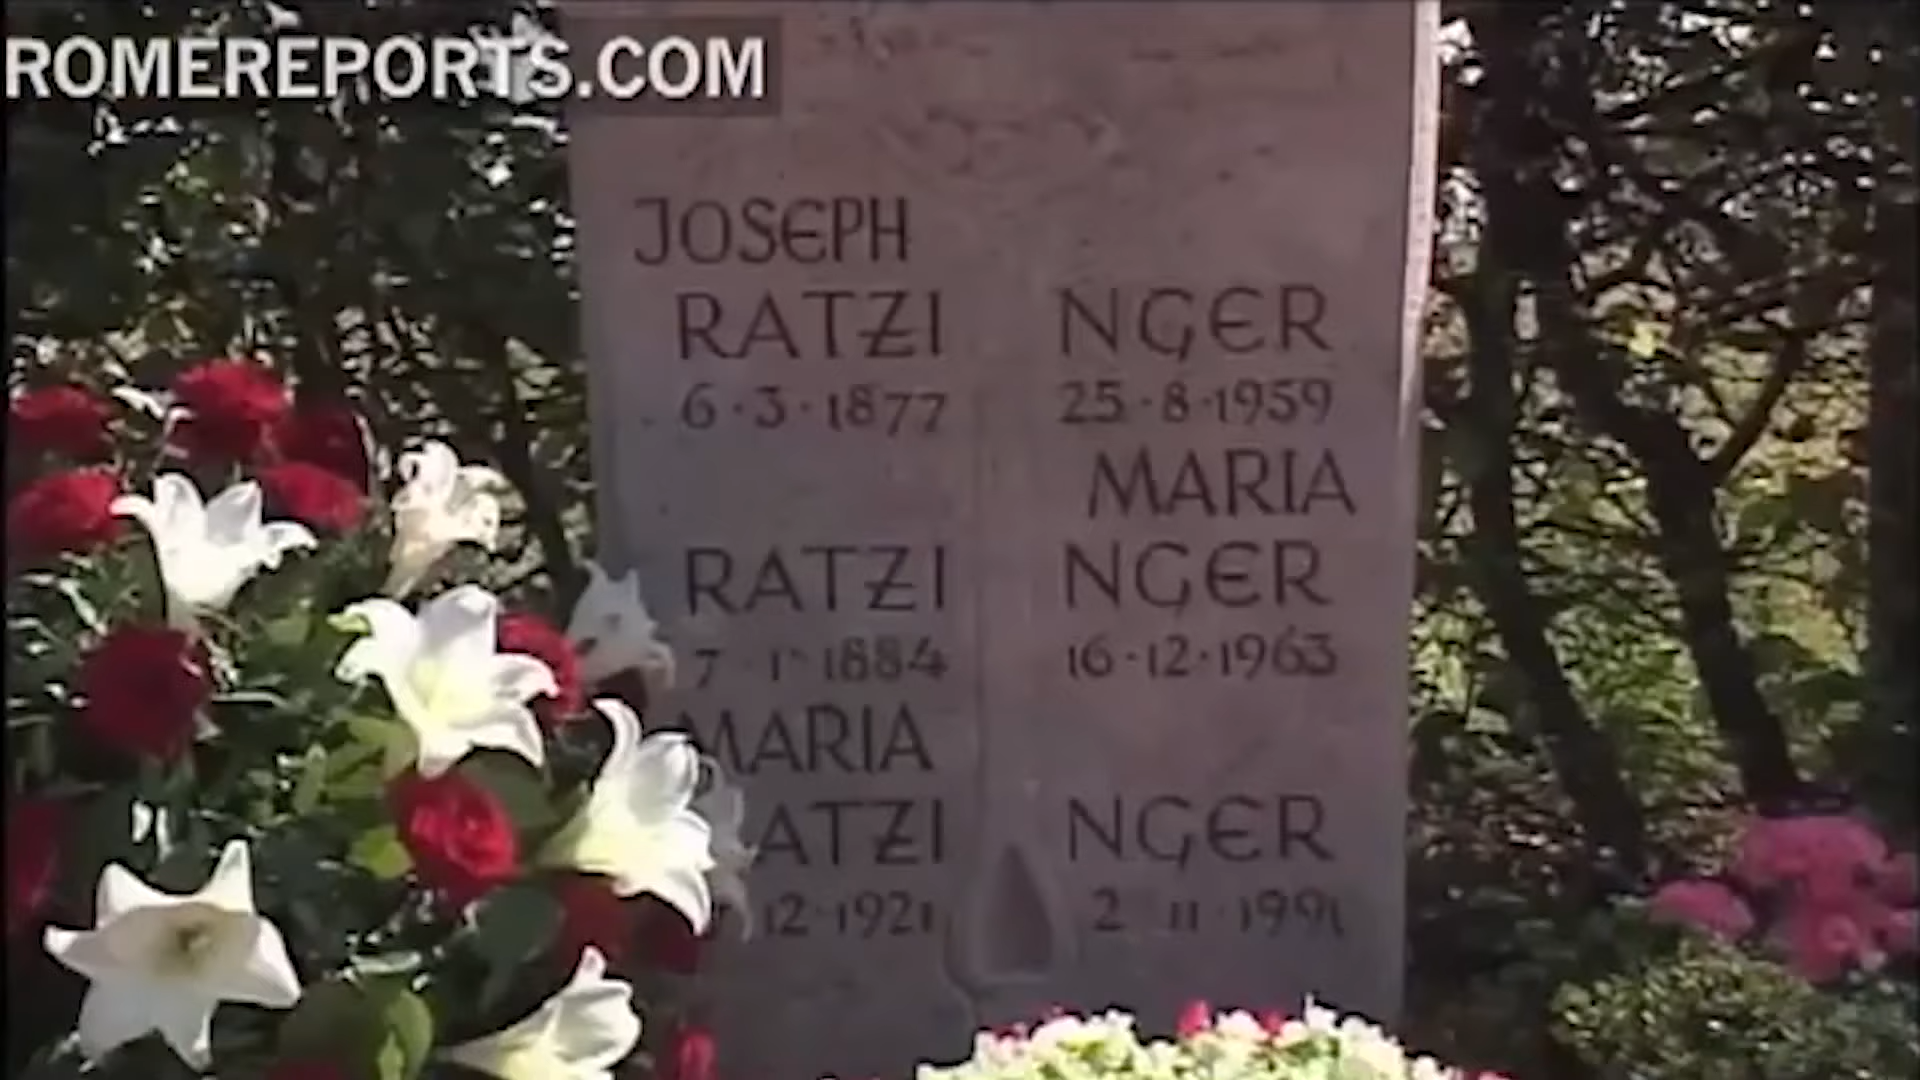 ROMEREPORTS.COM
JOSEPH
RATZI NGER
6·3·1877 25·8·1959
MARIA
RATZI NGER
7·1·1884 16·12·1963
MARIA
ATZI NGER
12·1921 2·11·1991